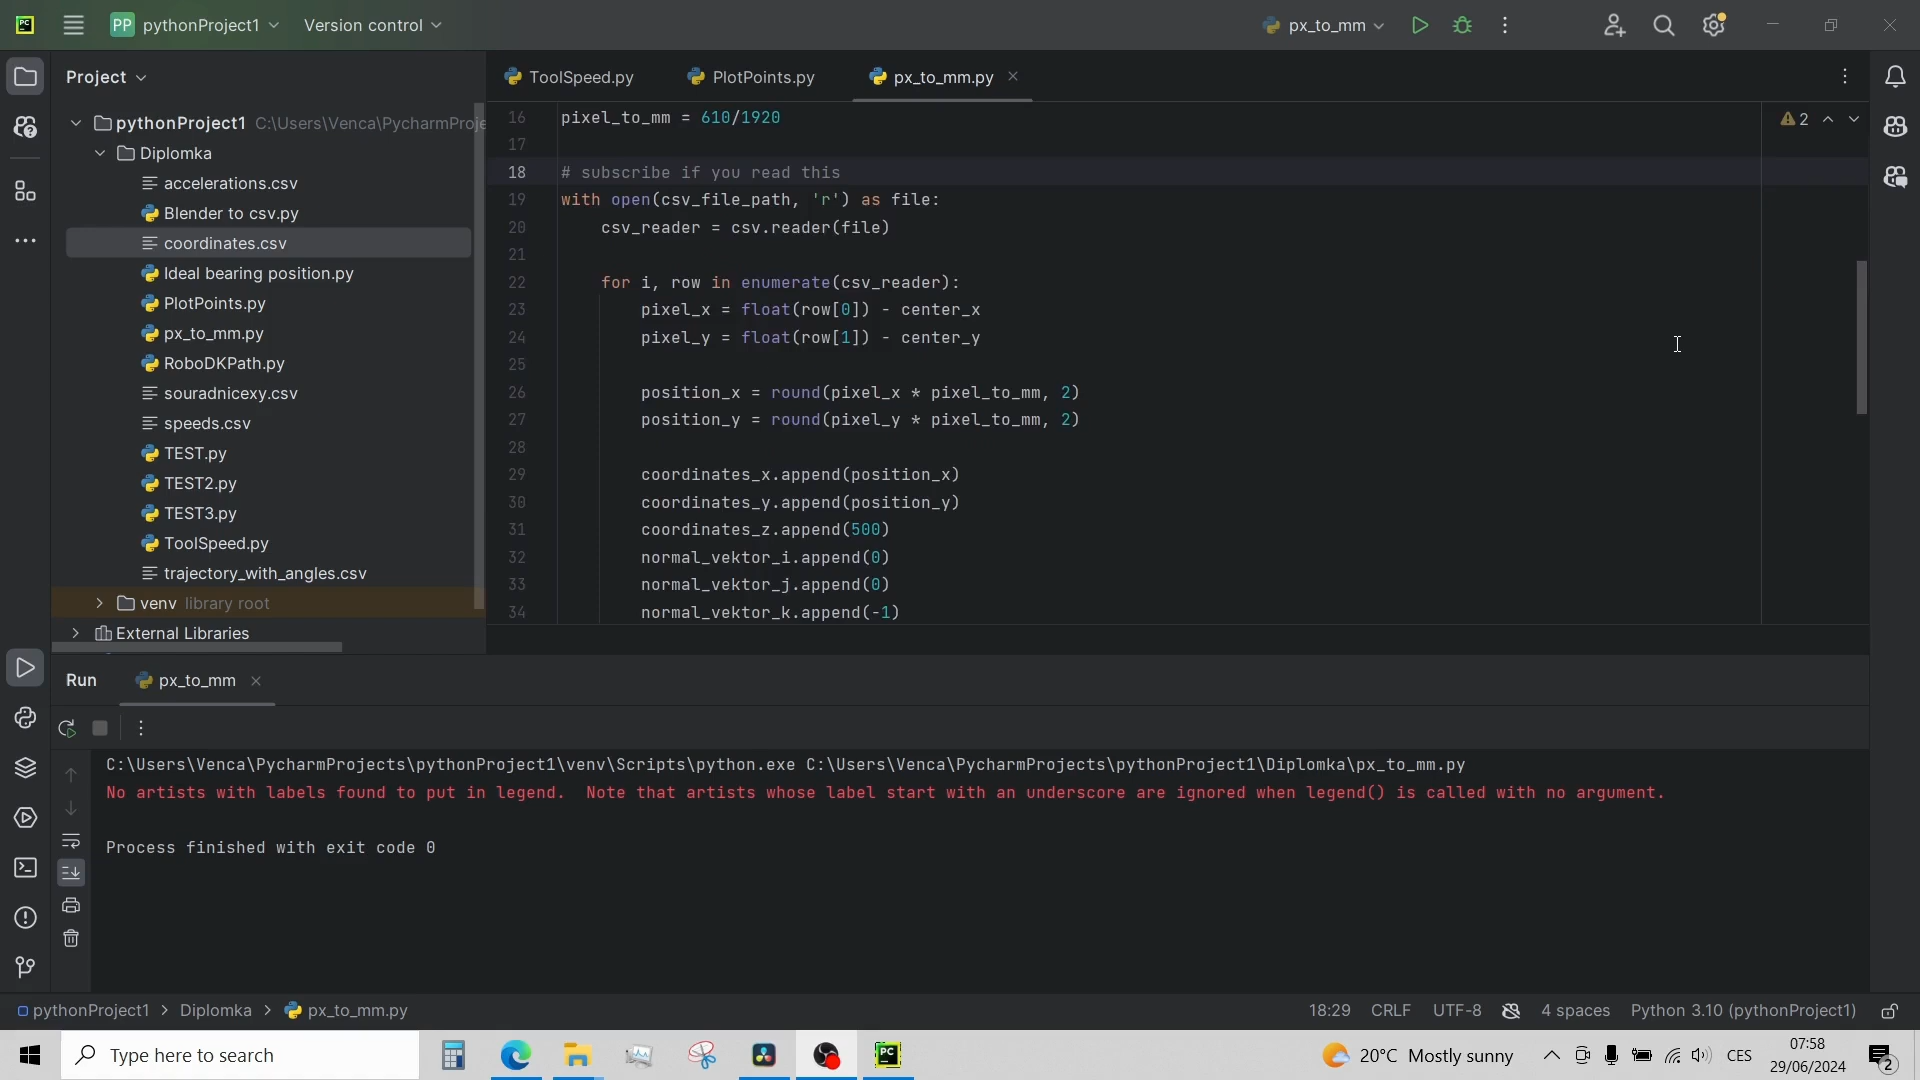 PP pythonProject1 Version control px_to_mm
Project
ToolSpeed.py PlotPoints.py px_to_mm.py
pythonProject1 C:\Users\Venca\PycharmProje
Diplomka
accelerations.csv
Blender to csv.py
coordinates.csv
Ideal bearing position.py
PlotPoints.py
px_to_mm.py
RoboDKPath.py
souradnicexy.csv
speeds.csv
TEST.py
TEST2.py
TEST3.py
ToolSpeed.py
trajectory_with_angles.csv
venv library root
External Libraries
2
16 pixel_to_mm = 610/1920
17
18 # subscribe if you read this
19 with open(csv_file_path, 'r') as file:
20 csv_reader = csv.reader(file)
21
22 for i, row in enumerate(csv_reader):
23 pixel_x = float(row[0]) - center_x
24 pixel_y = float(row[1]) - center_y
25
26 position_x = round(pixel_x * pixel_to_mm, 2)
27 position_y = round(pixel_y * pixel_to_mm, 2)
28
29 coordinates_x.append(position_x)
30 coordinates_y.append(position_y)
31 coordinates_z.append(500)
32 normal_vektor_i.append(0)
33 normal_vektor_j.append(0)
34 normal_vektor_k.append(-1)
Run px_to_mm
C:\Users\Venca\PycharmProjects\pythonProject1\venv\Scripts\python.exe C:\Users\Venca\PycharmProjects\pythonProject1\Diplomka\px_to_mm.py
No artists with labels found to put in legend.  Note that artists whose label start with an underscore are ignored when legend() is called with no argument.
Process finished with exit code 0
pythonProject1 > Diplomka > px_to_mm.py 18:29 CRLF UTF-8 4 spaces Python 3.10 (pythonProject1)
Type here to search PC 20°C Mostly sunny CES 07:58
29/06/2024
2